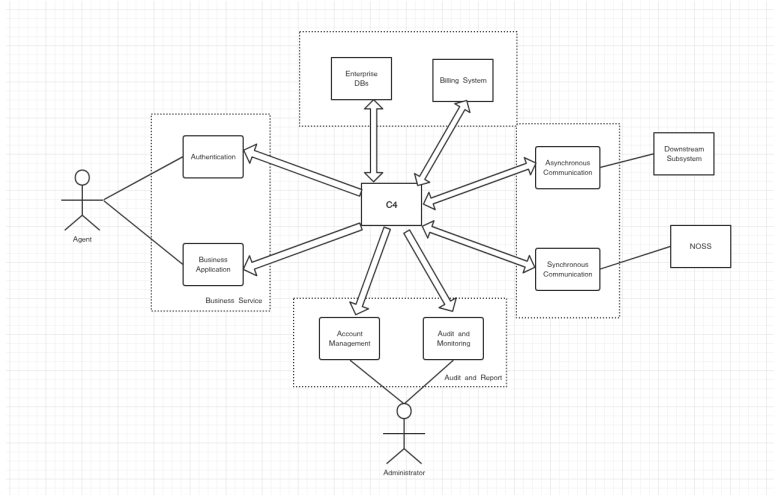 Enterprise
DBs
Billing System
Authentication
Asynchronous
Communication
Downstream
Subsystem
C4
Agent
Business
Application
Synchronous
Communication
NOSS
Business Service
Account
Management
Audit and
Monitoring
Audit and Report
Administrator